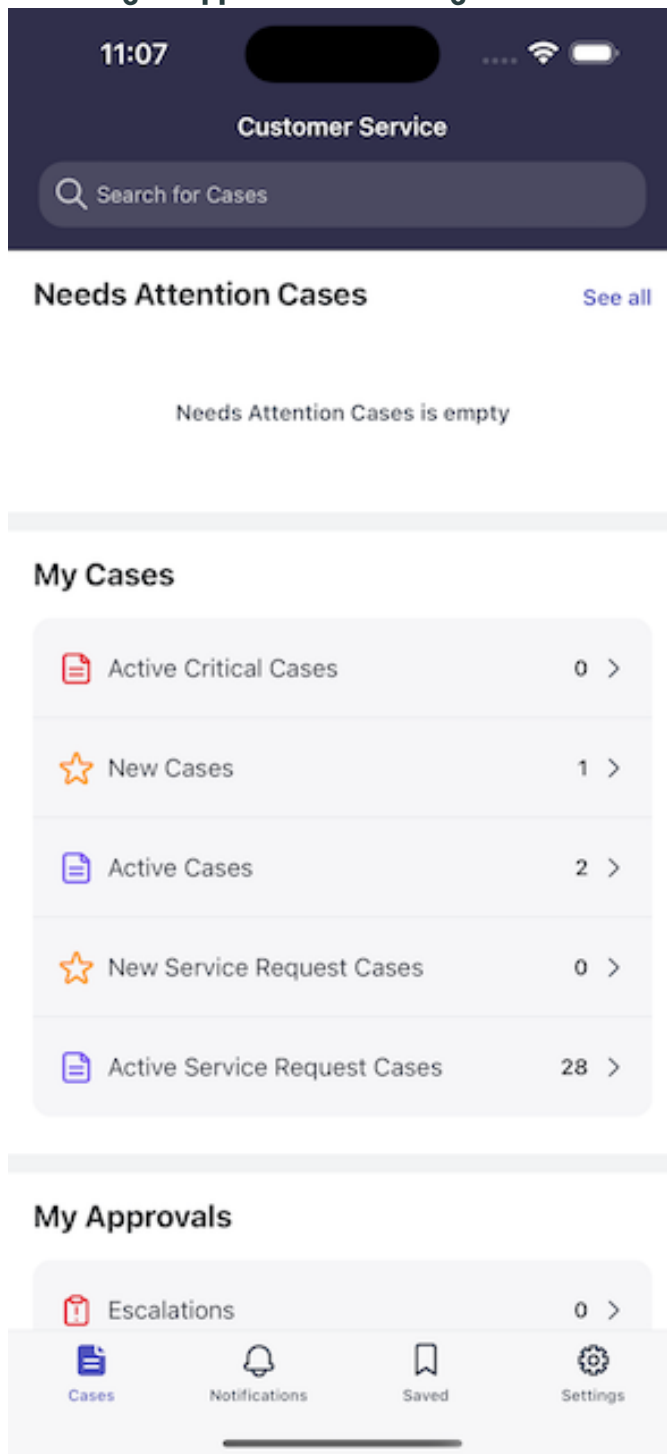 11:07
Customer Service
Search for Cases
Needs Attention Cases See all
Needs Attention Cases is empty
My Cases
Active Critical Cases 0
New Cases 1
Active Cases 2
New Service Request Cases 0
Active Service Request Cases 28
My Approvals
Escalations 0
Cases Notifications Saved Settings